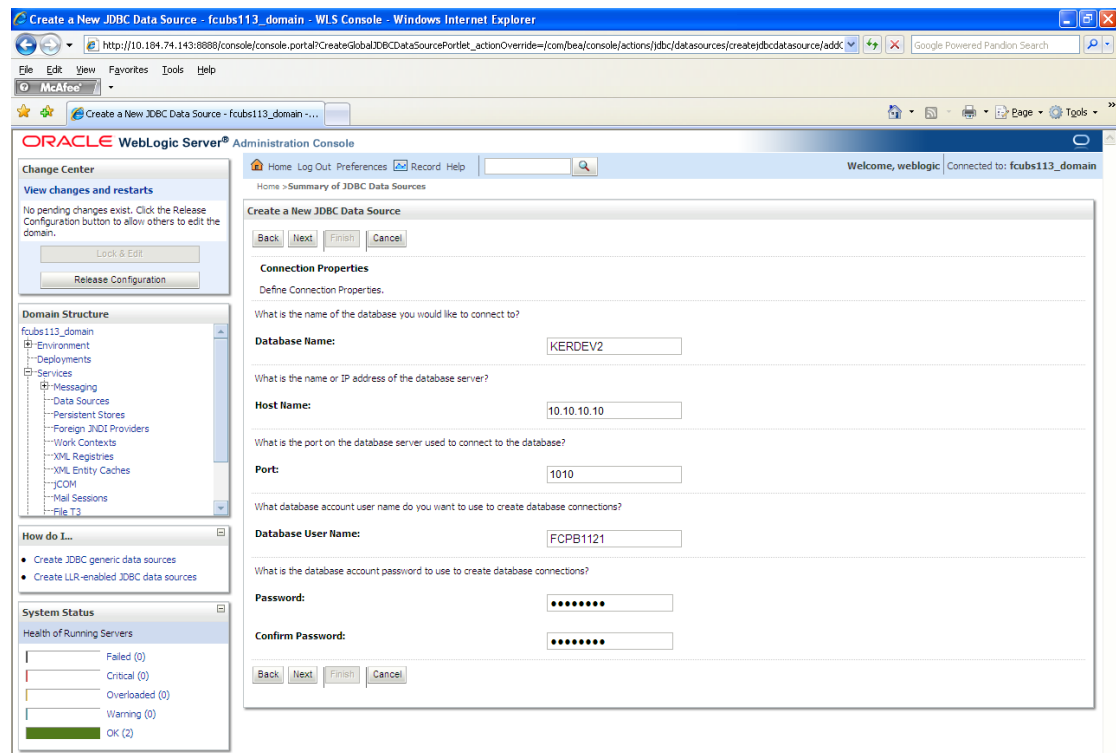 Create a New JDBC Data Source - fcubs113_domain - WLS Console - Windows Internet Explorer
http://10.184.74.143:8888/console/console.portal?CreateGlobalJDBCDataSourcePortlet_actionOverride=/com/bea/console/actions/jdbc/datasources/createjdbcdatasource/addC
Google Powered Pandion Search
File Edit View Favorites Tools Help
McAfee
Create a New JDBC Data Source - fcubs113_domain -...
Page Tools
ORACLE WebLogic Server® Administration Console
Change Center
View changes and restarts
No pending changes exist. Click the Release
Configuration button to allow others to edit the
domain.
Lock & Edit
Release Configuration
Domain Structure
fcubs113_domain
Environment
Deployments
Services
Messaging
Data Sources
Persistent Stores
Foreign JNDI Providers
Work Contexts
XML Registries
XML Entity Caches
jCOM
Mail Sessions
File T3
How do I...
Create JDBC generic data sources
Create LLR-enabled JDBC data sources
System Status
Health of Running Servers
Failed (0)
Critical (0)
Overloaded (0)
Warning (0)
OK (2)
Home Log Out Preferences Record Help
Welcome, weblogic Connected to: fcubs113_domain
Home >Summary of JDBC Data Sources
Create a New JDBC Data Source
Back Next Finish Cancel
Connection Properties
Define Connection Properties.
What is the name of the database you would like to connect to?
Database Name: KERDEV2
What is the name or IP address of the database server?
Host Name: 10.10.10.10
What is the port on the database server used to connect to the database?
Port: 1010
What database account user name do you want to use to create database connections?
Database User Name: FCPB1121
What is the database account password to use to create database connections?
Password: ●●●●●●●●
Confirm Password: ●●●●●●●●
Back Next Finish Cancel